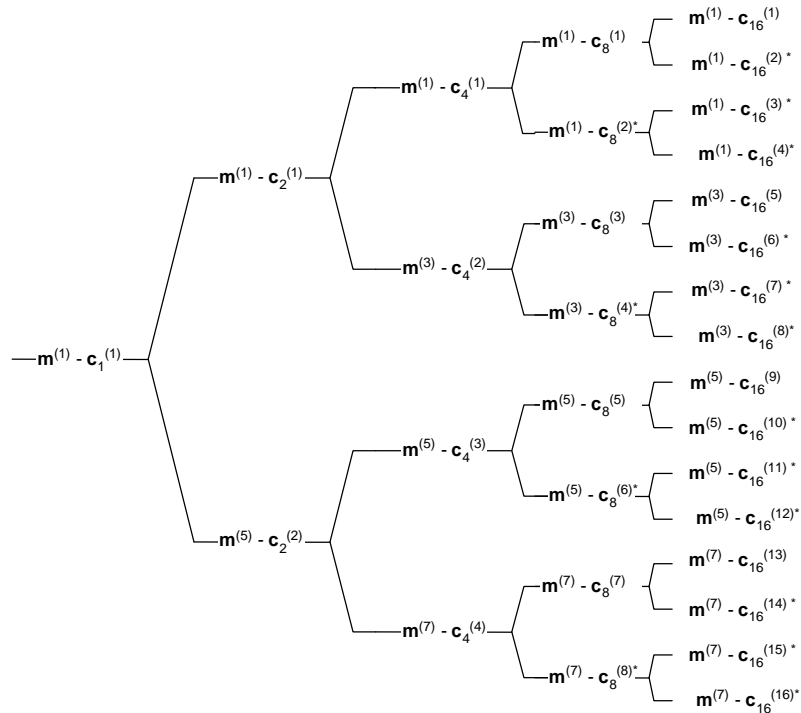 m(1) - c16(1)
m(1) - c8(1)
m(1) - c16(2) *
m(1) - c4(1)
m(1) - c16(3) *
m(1) - c8(2)*
m(1) - c16(4)*
m(1) - c2(1)
m(3) - c16(5)
m(3) - c8(3)
m(3) - c16(6) *
m(3) - c4(2)
m(3) - c16(7) *
m(3) - c8(4)*
m(3) - c16(8)*
m(1) - c1(1)
m(5) - c16(9)
m(5) - c8(5)
m(5) - c16(10) *
m(5) - c4(3)
m(5) - c16(11) *
m(5) - c8(6)*
m(5) - c16(12)*
m(5) - c2(2)
m(7) - c16(13)
m(7) - c8(7)
m(7) - c16(14) *
m(7) - c4(4)
m(7) - c16(15) *
m(7) - c8(8)*
m(7) - c16(16)*